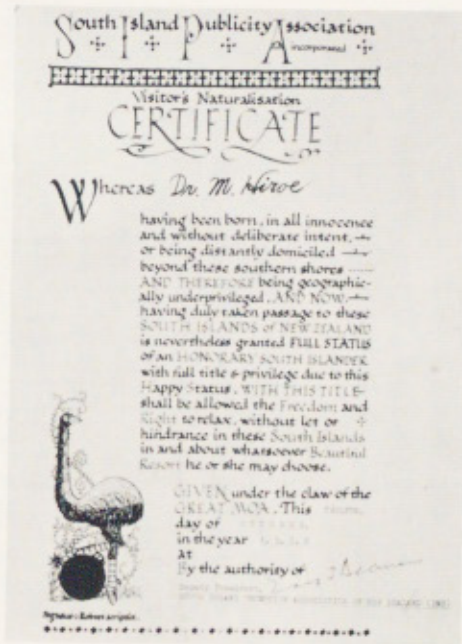 South Island Publicity Association
S I P A incorporated
Visitor's Naturalisation
CERTIFICATE
Whereas Dr. M. Hiroe
having been born, in all innocence
and without deliberate intent,
or being distantly domiciled
beyond these southern shores
AND THEREFORE being geographic-
ally underprivileged, AND NOW
having duly taken passage to these
SOUTH ISLANDS of NEW ZEALAND
is nevertheless granted FULL STATUS
of an HONORARY SOUTH ISLANDER
with full title & privilege due to this
Happy Status. WITH THIS TITLE
shall be allowed the Freedom and
Right to relax, without let or
hindrance in these South Islands
in and about whatsoever Beautiful
Resort he or she may choose.
GIVEN under the claw of the
GREAT MOA. This
day of
in the year
at
By the authority of